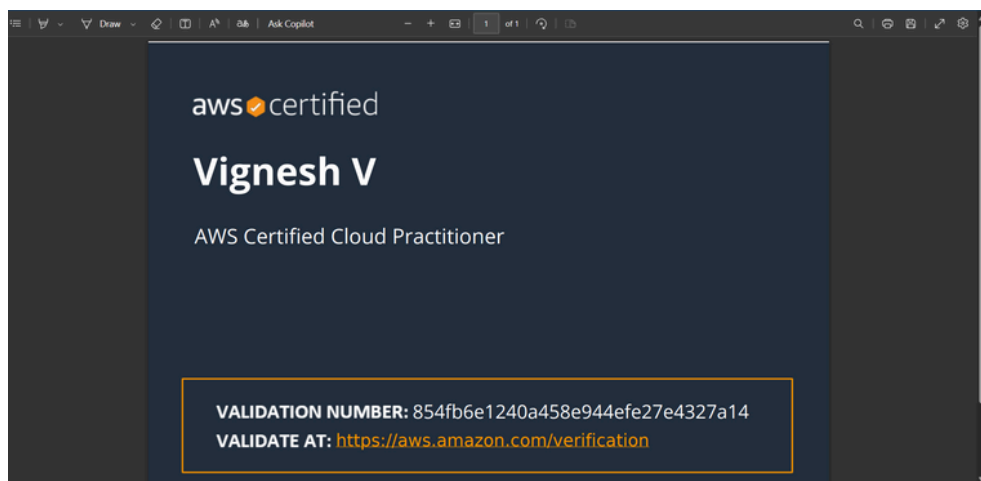 Draw Ask Copilot 1 of 1
aws certified
Vignesh V
AWS Certified Cloud Practitioner
VALIDATION NUMBER: 854fb6e1240a458e944efe27e4327a14
VALIDATE AT: https://aws.amazon.com/verification